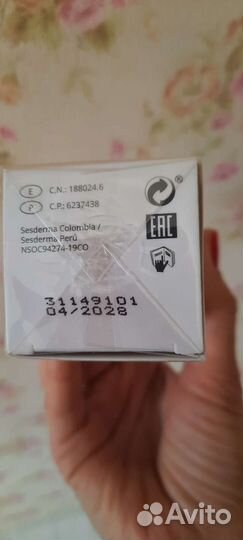 E C.N.: 188024.6
P C.P.: 6237438
Sesderma Colombia /
Sesderma Perú
NSOC94274-19CO
®
EAC
31149101
04/2028
Avito